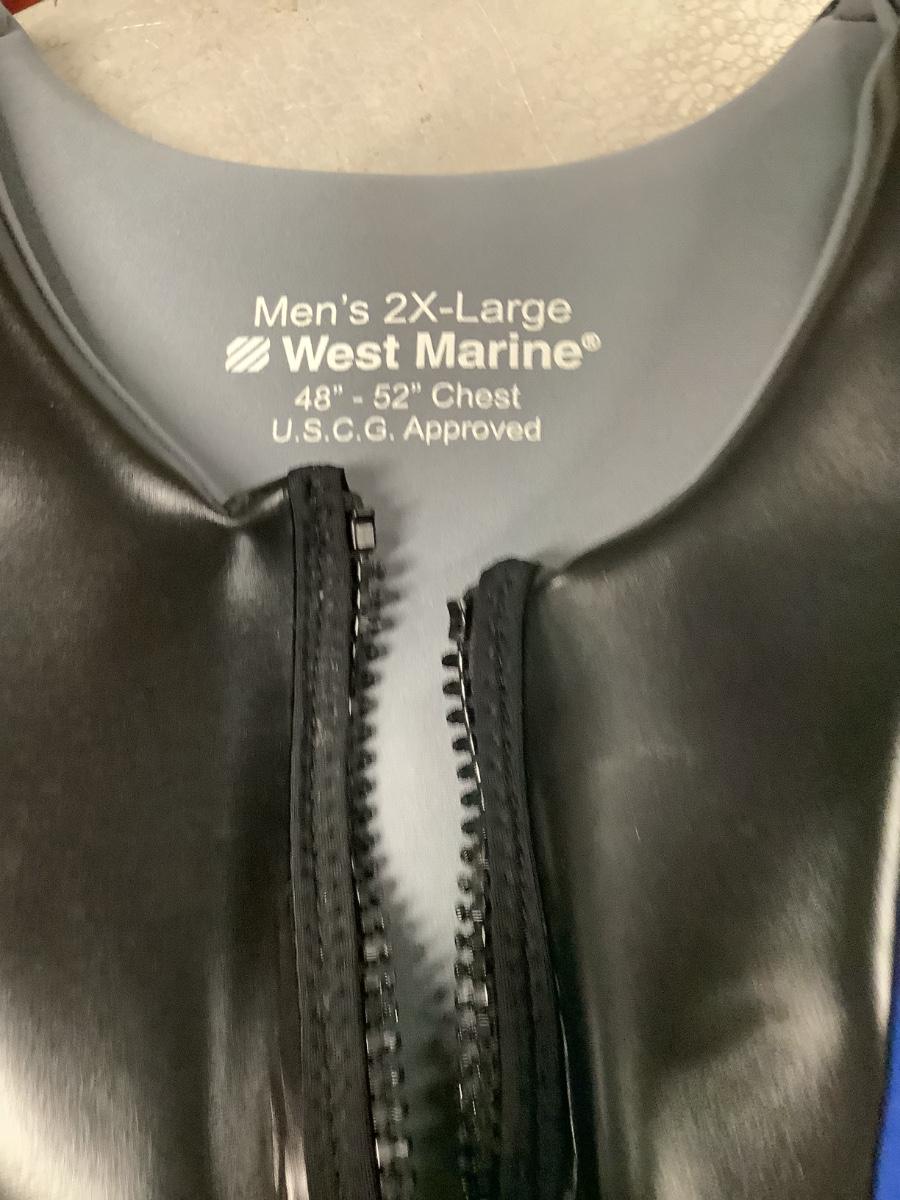 Men's 2X-Large
West Marine®
48" - 52" Chest
U.S.C.G. Approved